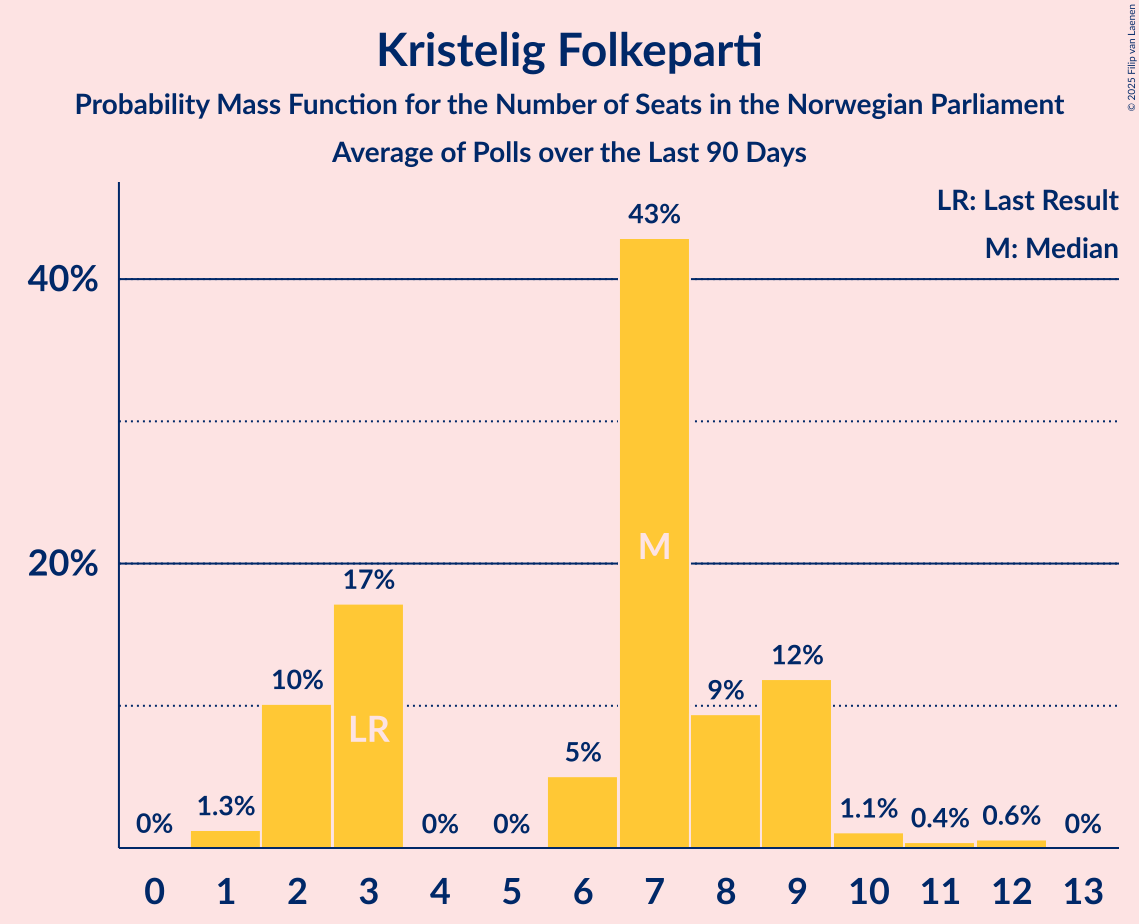 Kristelig Folkeparti
Probability Mass Function for the Number of Seats in the Norwegian Parliament
Average of Polls over the Last 90 Days
© 2025 Filip van Laenen
LR: Last Result
M: Median
40%
20%
0%
1.3%
10%
17%
0%
0%
5%
43%
9%
12%
1.1%
0.4%
0.6%
0%
LR
M
0 1 2 3 4 5 6 7 8 9 10 11 12 13